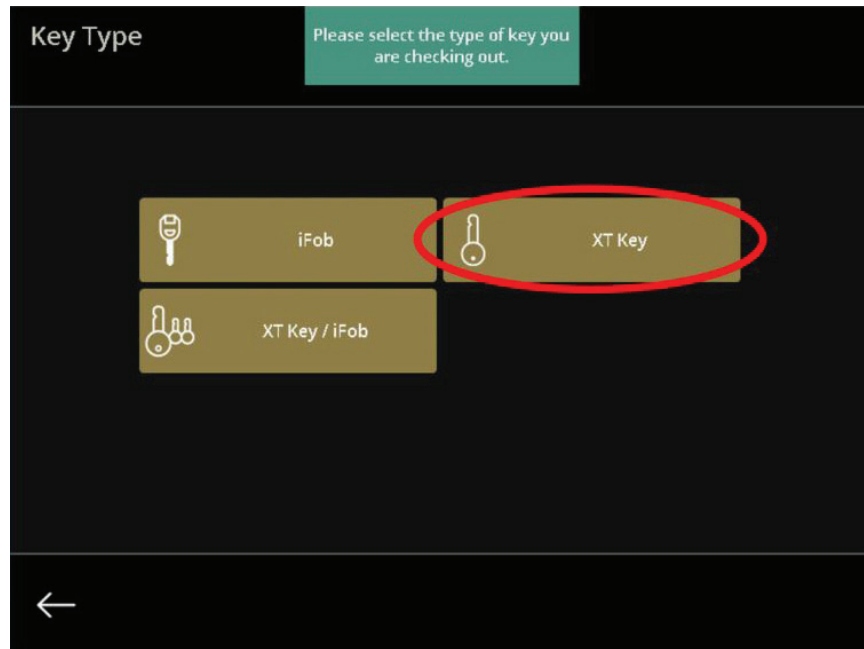 Key Type
Please select the type of key you
are checking out.
iFob
XT Key
XT Key / iFob